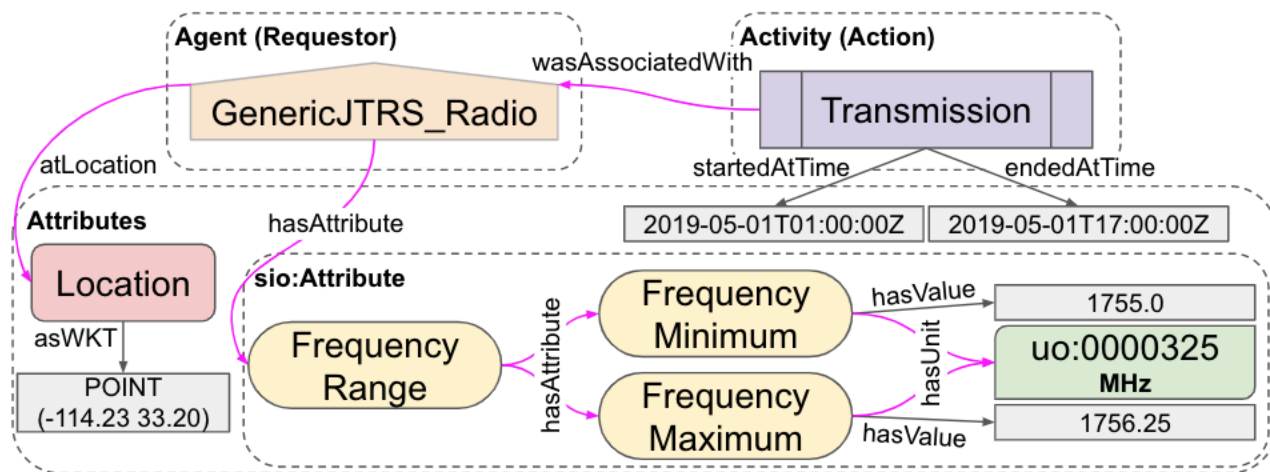 Agent (Requestor)
Activity (Action)
wasAssociatedWith
GenericJTRS_Radio
Transmission
atLocation
startedAtTime
endedAtTime
Attributes
hasAttribute
2019-05-01T01:00:00Z
2019-05-01T17:00:00Z
Location
sio:Attribute
asWKT
POINT
(-114.23 33.20)
Frequency
Range
hasAttribute
Frequency
Minimum
hasValue
1755.0
hasUnit
uo:0000325
MHz
Frequency
Maximum
hasValue
1756.25